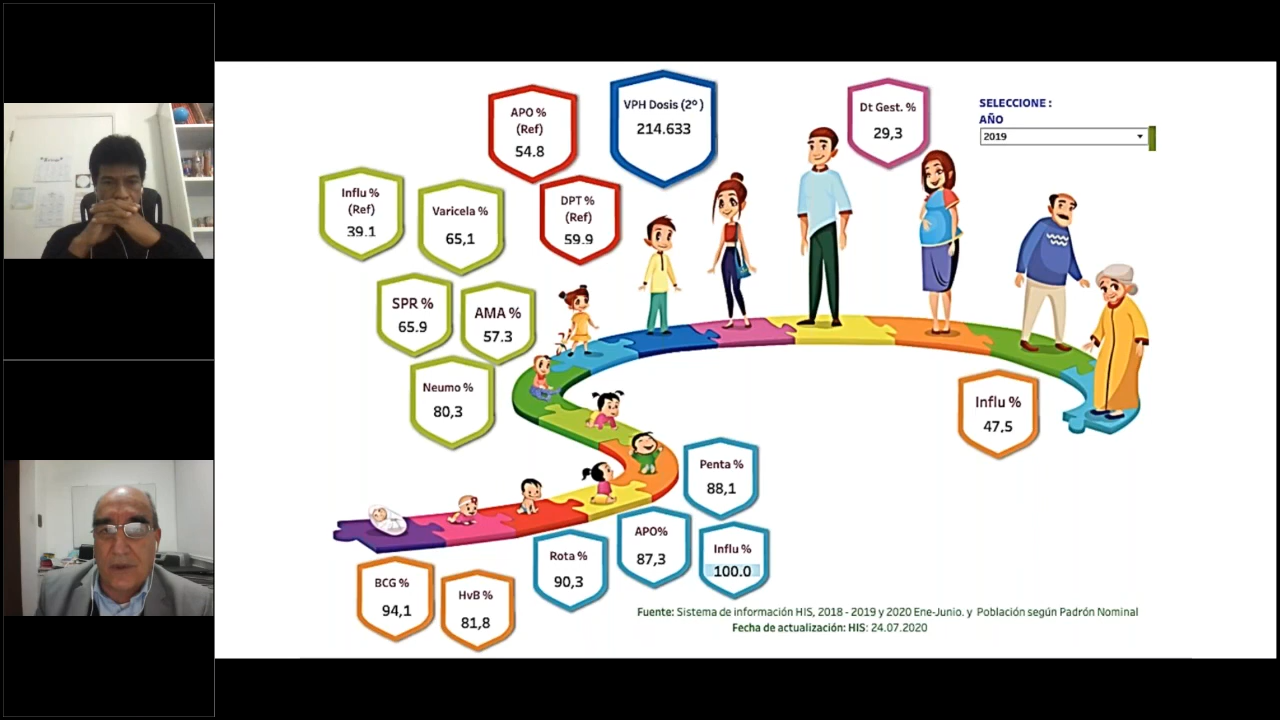 APO %
(Ref)
54.8
VPH Dosis (2º)
214.633
Dt Gest. %
29,3
SELECCIONE :
AÑO
2019
Influ %
(Ref)
39.1
Varicela %
65,1
DPT %
(Ref)
59.9
SPR %
65.9
AMA %
57.3
Neumo %
80,3
Influ %
47,5
Penta %
88,1
APO%
87,3
Influ %
100.0
Rota %
90,3
BCG %
94,1
HvB %
81,8
Fuente: Sistema de información HIS, 2018 - 2019 y 2020 Ene-Junio. y Población según Padrón Nominal
Fecha de actualización: HIS: 24.07.2020